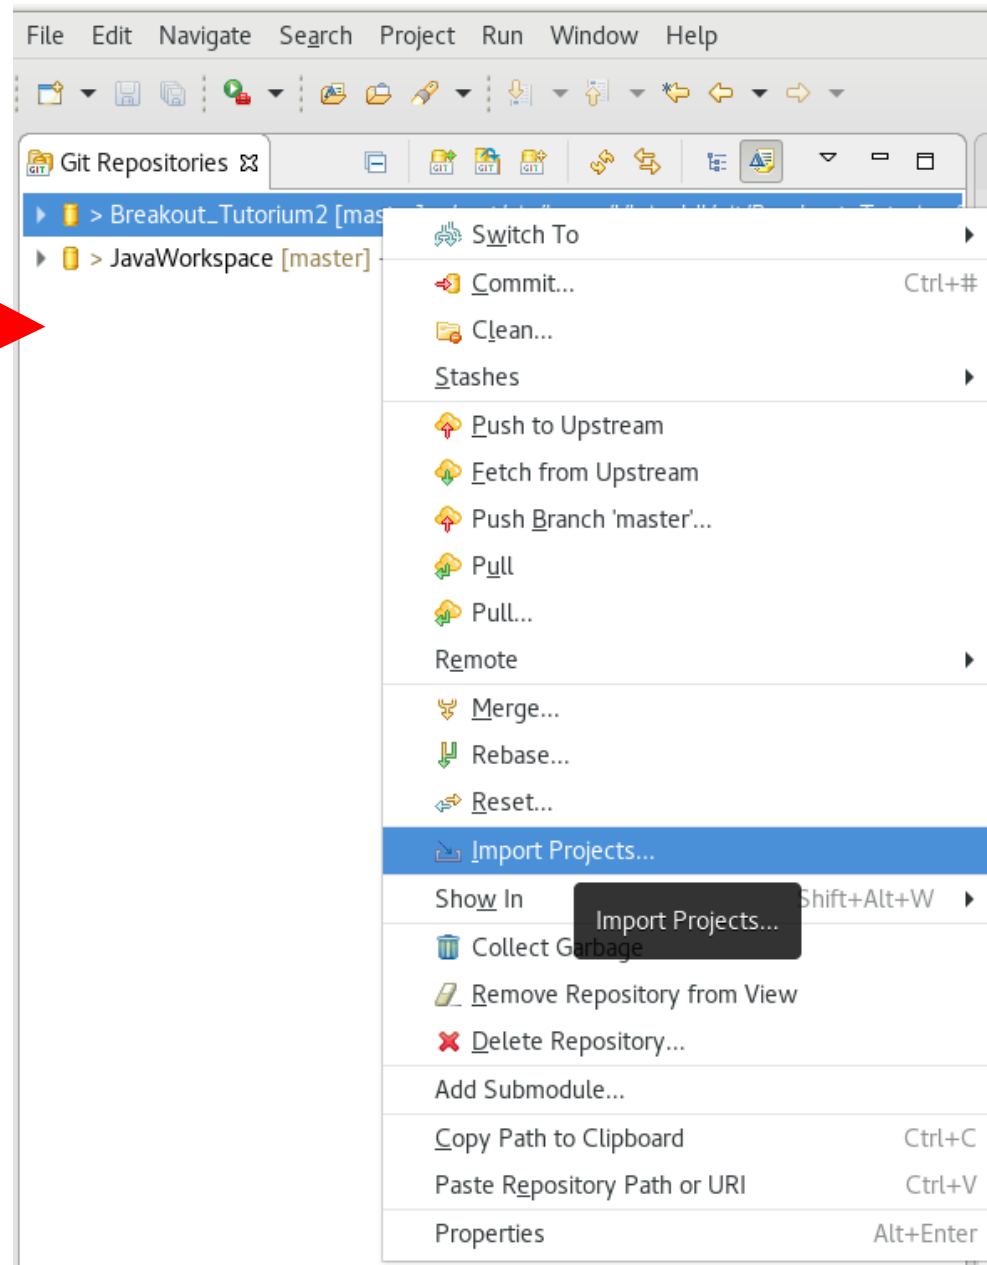 File Edit Navigate Search Project Run Window Help
Git Repositories
> Breakout_Tutorium2
> JavaWorkspace [master]
Switch To
Commit... Ctrl+#
Clean...
Stashes
Push to Upstream
Fetch from Upstream
Push Branch 'master'...
Pull
Pull...
Remote
Merge...
Rebase...
Reset...
Import Projects...
Show In Shift+Alt+W
Import Projects...
Collect Garbage
Remove Repository from View
Delete Repository...
Add Submodule...
Copy Path to Clipboard Ctrl+C
Paste Repository Path or URI Ctrl+V
Properties Alt+Enter